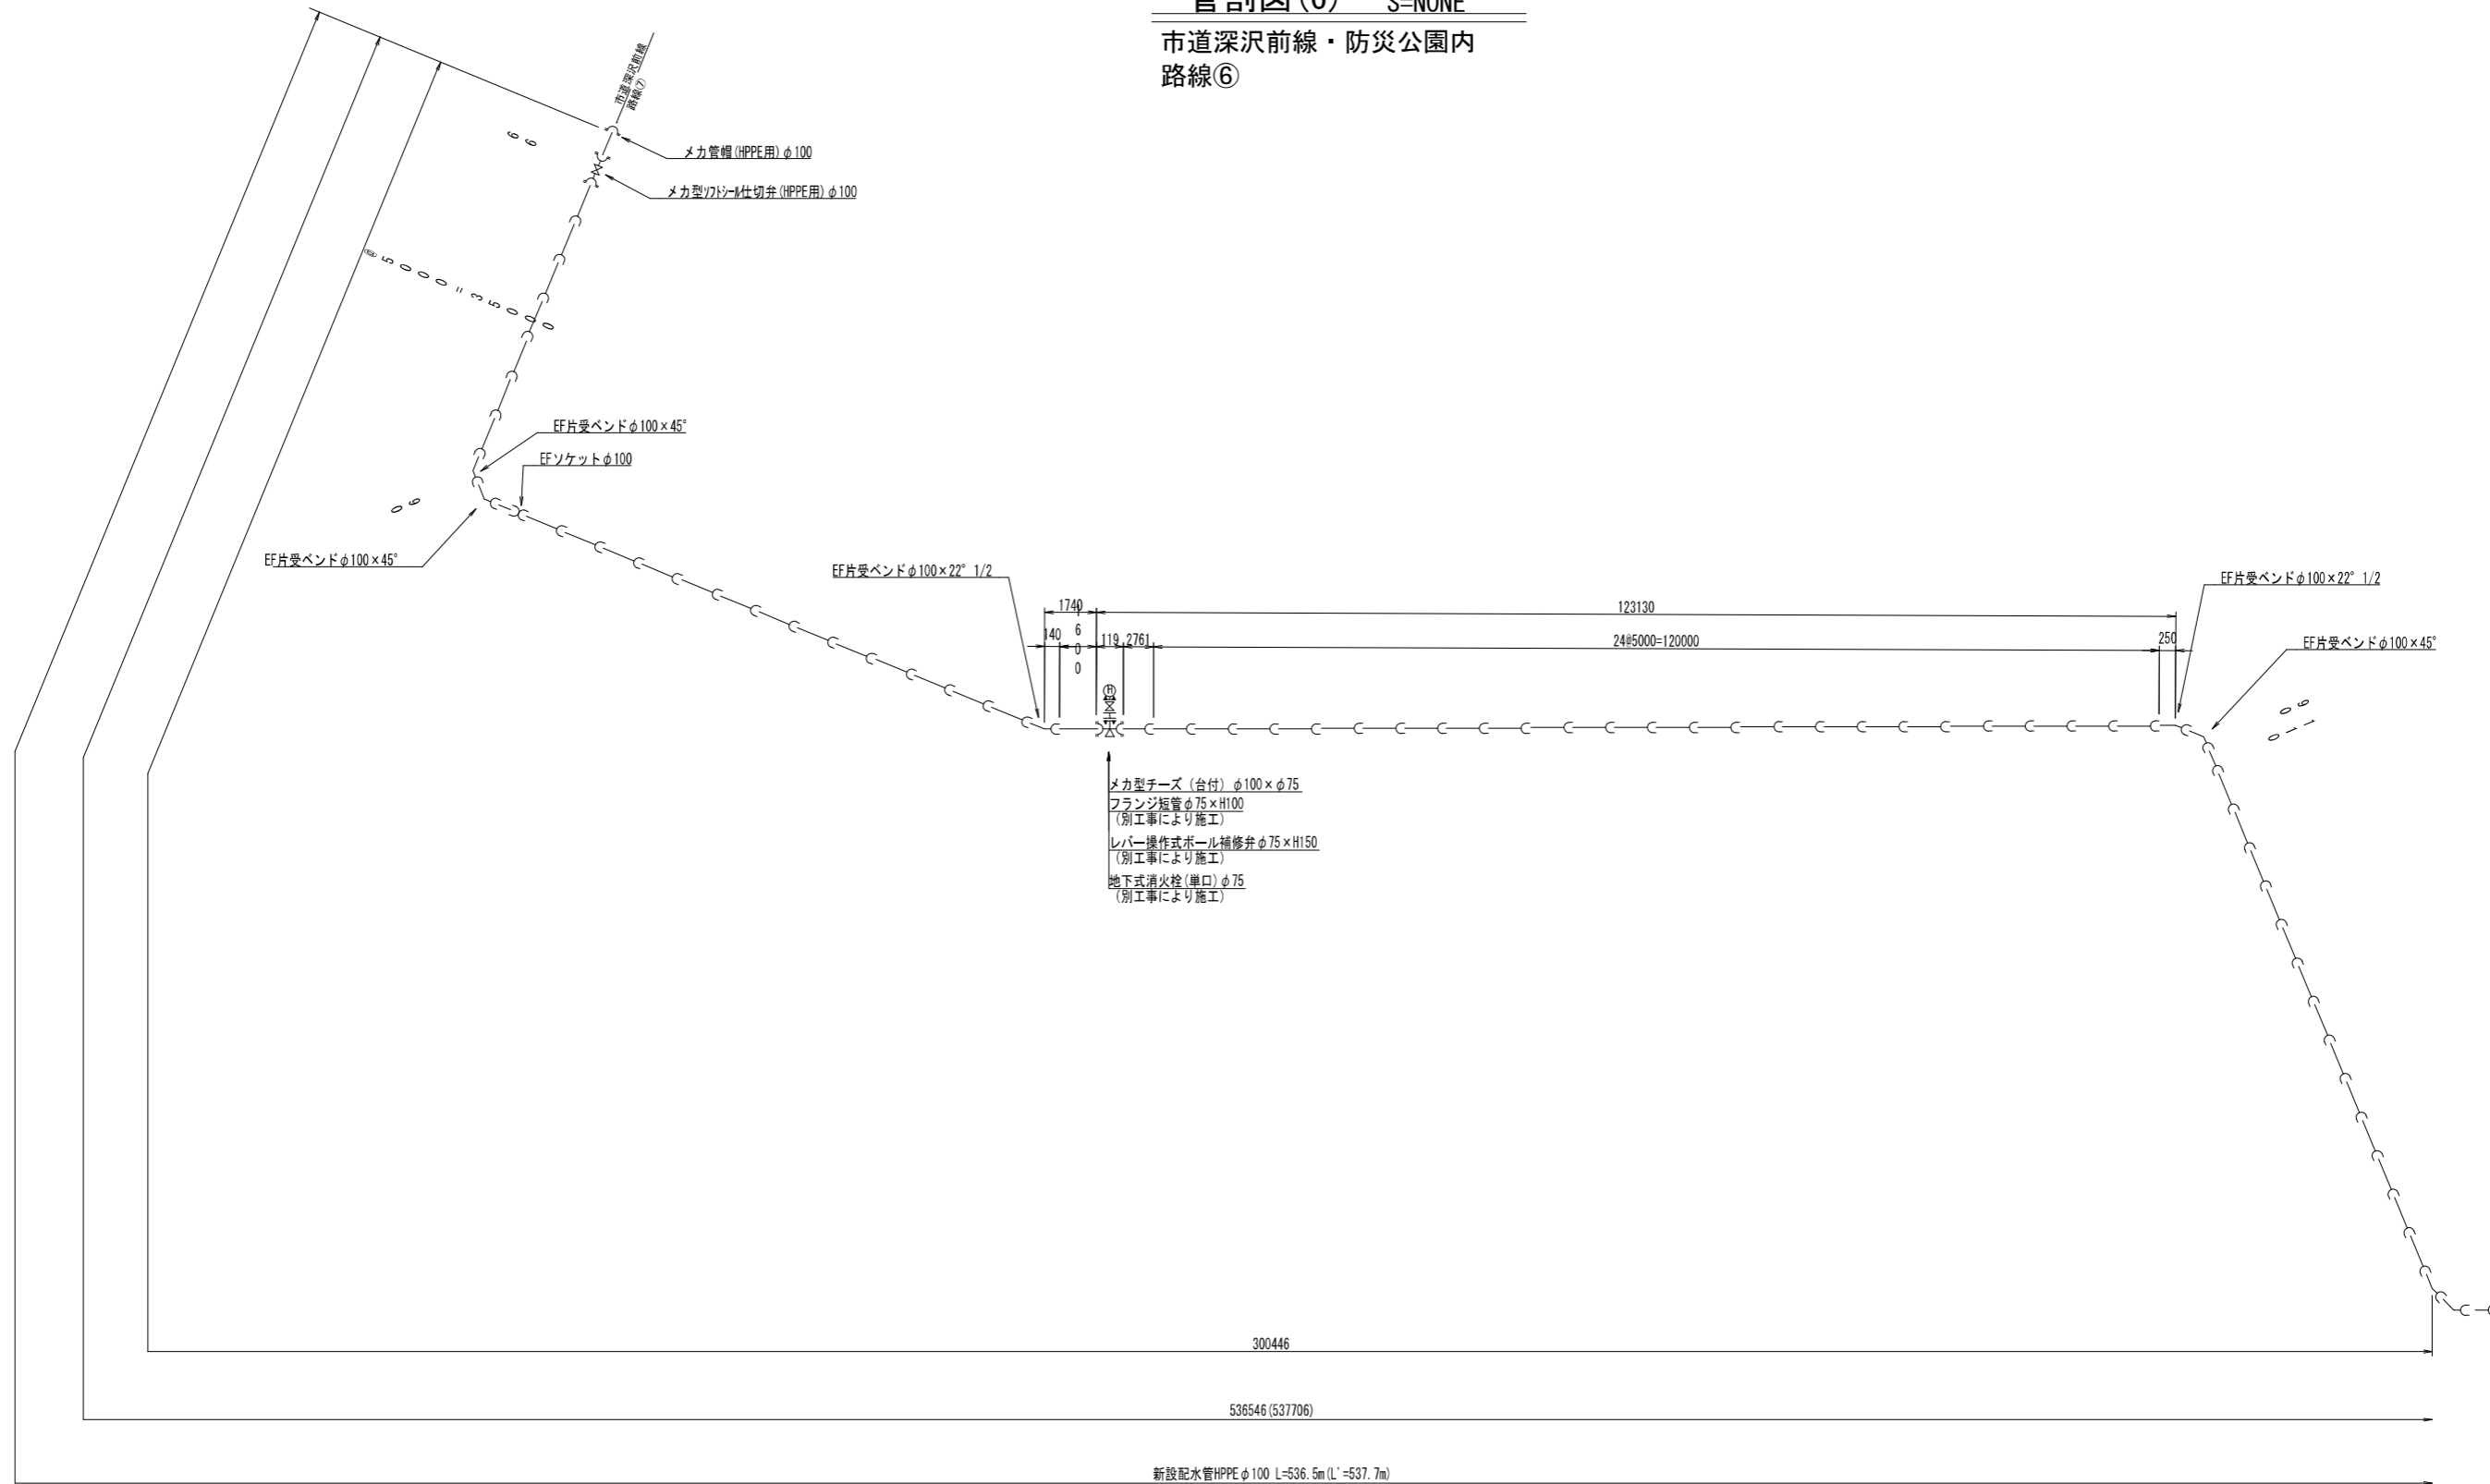 S=NONE
市道深沢前線・防災公園内
路線⑥
市道深沢前線
路線⑦
6 6
メカ管帽(HPPE用)φ100
メカ型ソフトシール仕切弁(HPPE用)φ100
@5000=35000
EF片受ベンドφ100×45°
EFソケットφ100
EF片受ベンドφ100×45°
EF片受ベンドφ100×22° 1/2
EF片受ベンドφ100×22° 1/2
1740
123130
140
600
119
2761
24@5000=120000
250
EF片受ベンドφ100×45°
H
メカ型チーズ（台付）φ100×φ75
フランジ短管φ75×H100
（別工事により施工）
レバー操作式ボール補修弁φ75×H150
（別工事により施工）
地下式消火栓(単口)φ75
（別工事により施工）
300446
536546(537706)
新設配水管HPPEφ100 L=536.5m(L'=537.7m)